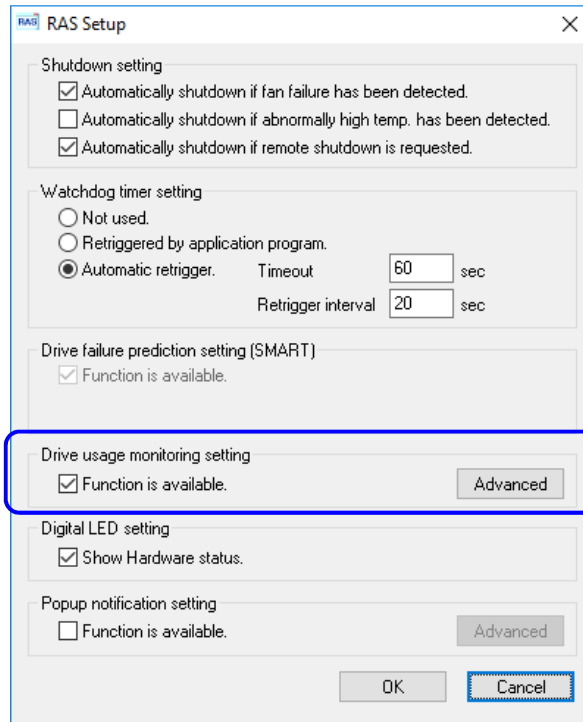 RAS RAS Setup
Shutdown setting
Automatically shutdown if fan failure has been detected.
Automatically shutdown if abnormally high temp. has been detected.
Automatically shutdown if remote shutdown is requested.
Watchdog timer setting
Not used.
Retriggered by application program.
Automatic retrigger. Timeout 60 sec
Retrigger interval 20 sec
Drive failure prediction setting (SMART)
Function is available.
Drive usage monitoring setting
Function is available. Advanced
Digital LED setting
Show Hardware status.
Popup notification setting
Function is available. Advanced
OK Cancel